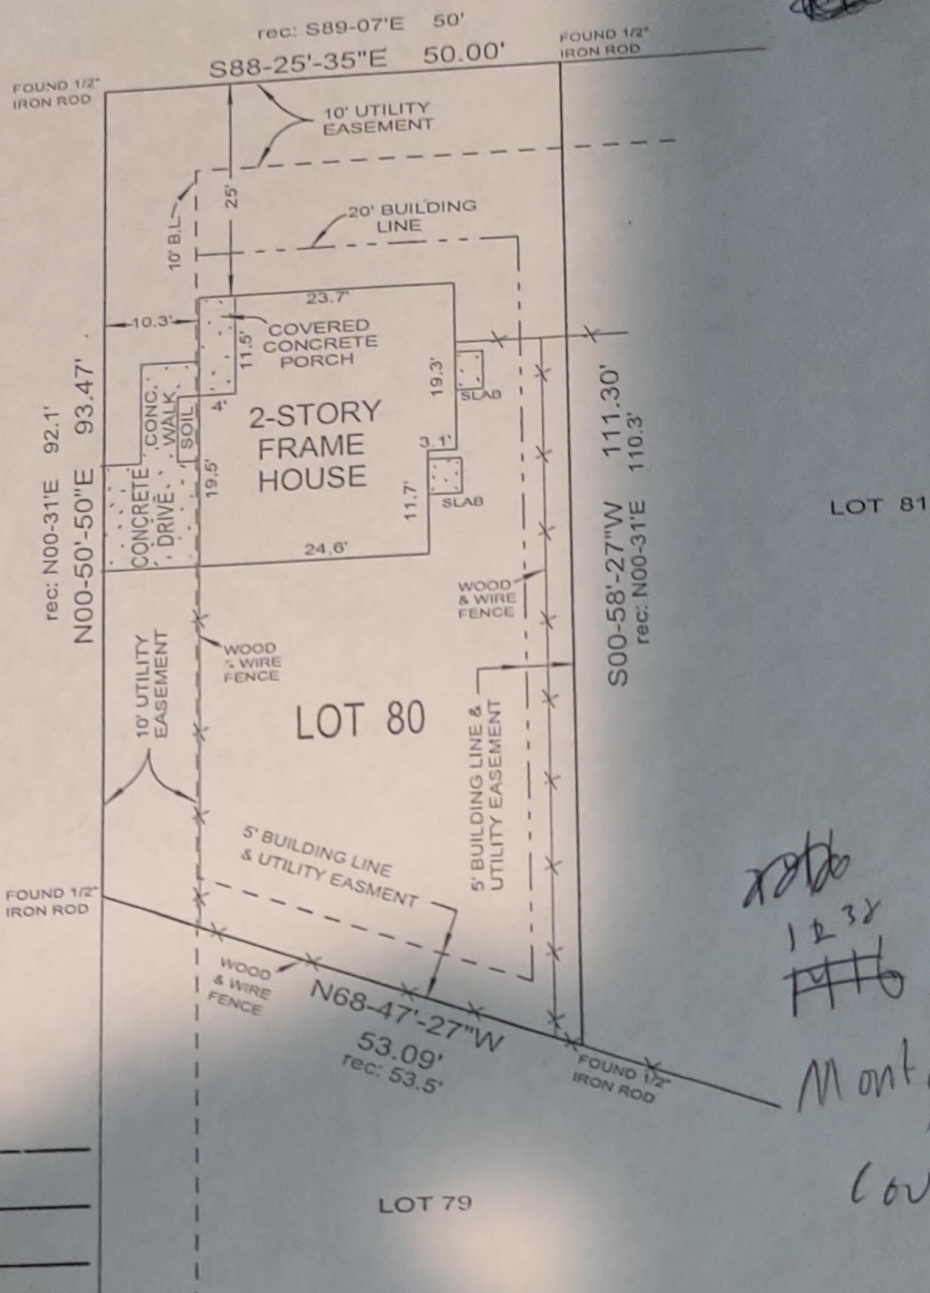 rec: S89-07'E 50'
S88-25'-35"E 50.00'
FOUND 1/2"
IRON ROD
FOUND 1/2"
IRON ROD
10' UTILITY
EASEMENT
25'
10' B.L.
20' BUILDING
LINE
23.7'
10.3'
COVERED
CONCRETE
PORCH
11.5'
4'
19.3'
SLAB
CONC.
WALK
SOIL
2-STORY
FRAME
HOUSE
3.1'
SLAB
11.7'
19.5'
CONCRETE
DRIVE
24.6'
rec: N00-31'E 92.1'
N00-50'-50"E 93.47'
S00-58'-27"W 111.30'
rec: N00-31'E 110.3'
LOT 81
WOOD
& WIRE
FENCE
WOOD
& WIRE
FENCE
10' UTILITY
EASEMENT
LOT 80
5' BUILDING LINE &
UTILITY EASEMENT
5' BUILDING LINE
& UTILITY EASMENT
FOUND 1/2"
IRON ROD
WOOD
& WIRE
FENCE
N68-47'-27"W
53.09'
rec: 53.5'
FOUND 1/2"
IRON ROD
LOT 79
Mont
Cou